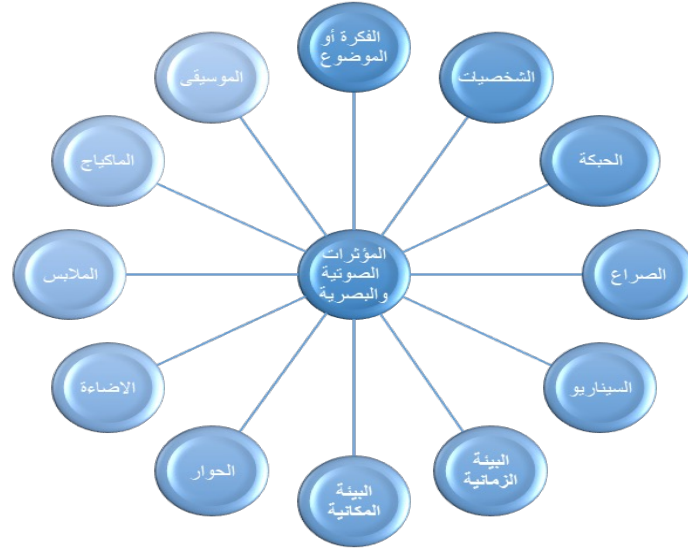 الفكرة أو
الموضوع
الشخصيات
الحبكة
الصراع
السيناريو
البيئة
الزمانية
البيئة
المكانية
الحوار
الاضاءة
الملابس
الماكياج
الموسيقى
المؤثرات
الصوتية
والبصرية